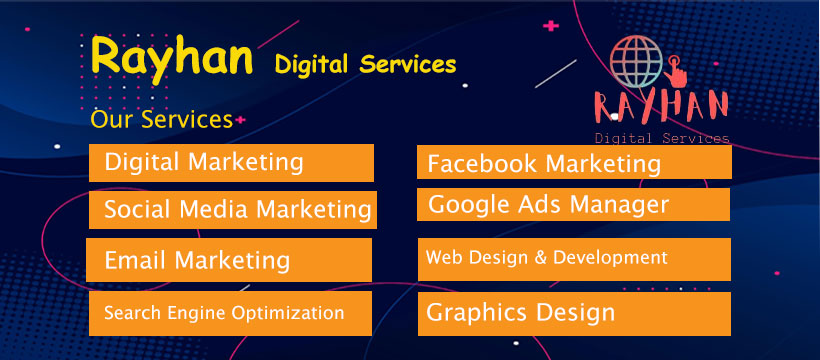 Rayhan Digital Services
RAYHAN
Digital Services
Our Services
Digital Marketing
Social Media Marketing
Email Marketing
Search Engine Optimization
Facebook Marketing
Google Ads Manager
Web Design & Development
Graphics Design